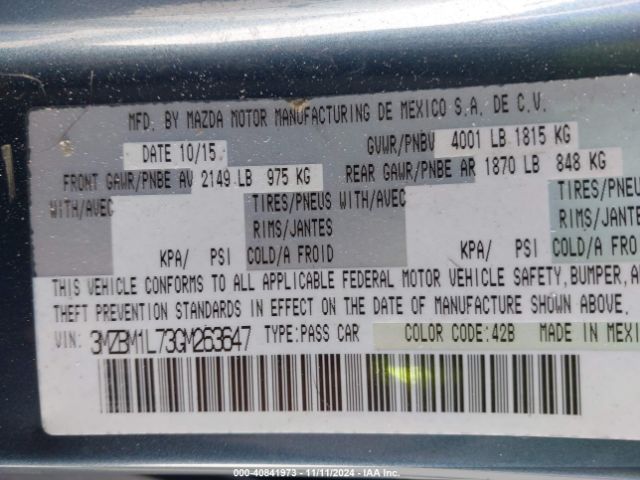 MFD. BY MAZDA MOTOR MANUFACTURING DE MEXICO S.A. DE C.V.
DATE 10/15 GVWR/PNBV 4001 LB 1815 KG
FRONT GAWR/PNBE AV 2149 LB 975 KG REAR GAWR/PNBE AR 1870 LB 848 KG
WITH/AVEC TIRES/PNEUS WITH/AVEC TIRES/PNEU
RIMS/JANTES RIMS/JANTE
KPA/ PSI COLD/A FROID KPA/ PSI COLD/A FROID
THIS VEHICLE CONFORMS TO ALL APPLICABLE FEDERAL MOTOR VEHICLE SAFETY, BUMPER, A
THEFT PREVENTION STANDARDS IN EFFECT ON THE DATE OF MANUFACTURE SHOWN ABOVE.
VIN: 3MZBM1L73GM263647 TYPE:PASS CAR COLOR CODE:42B MADE IN MEXI
000-40841973 - 11/11/2024 - IAA Inc.